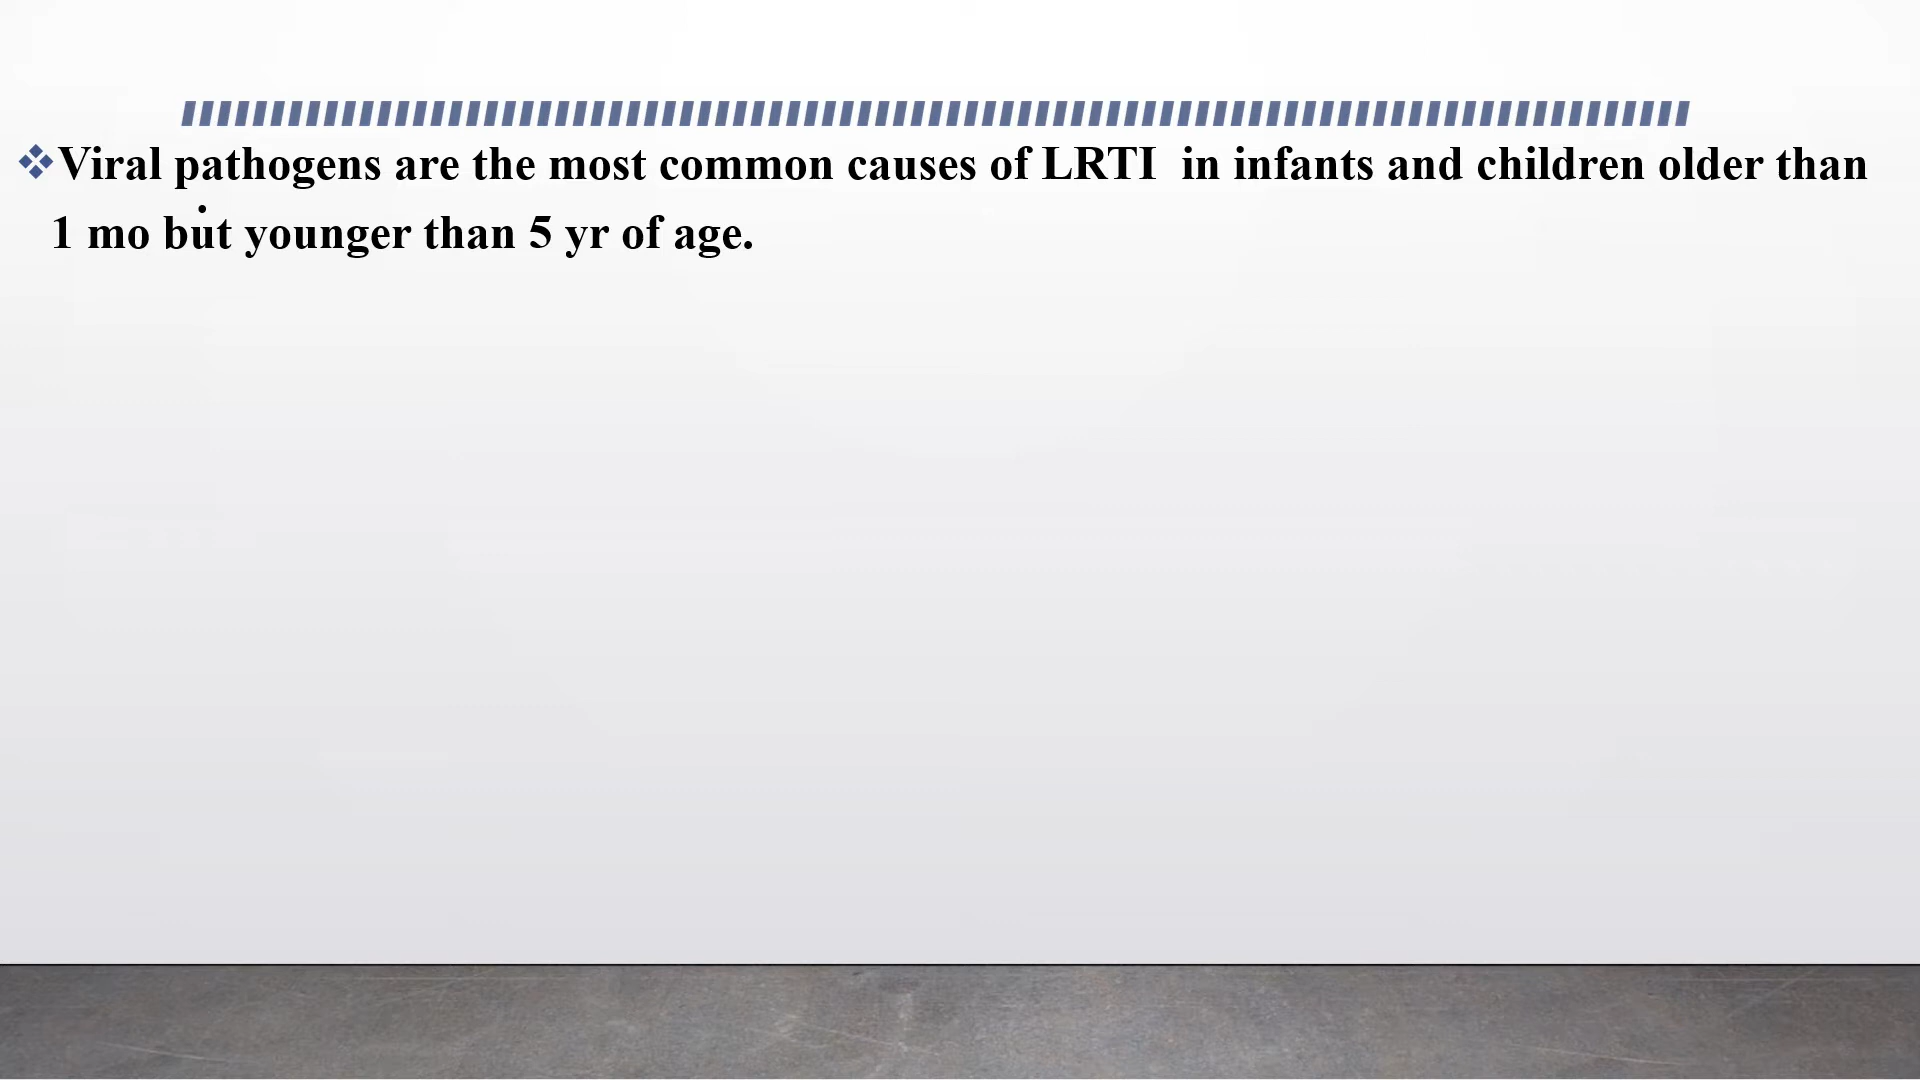 ❖Viral pathogens are the most common causes of LRTI  in infants and children older than
1 mo but younger than 5 yr of age.